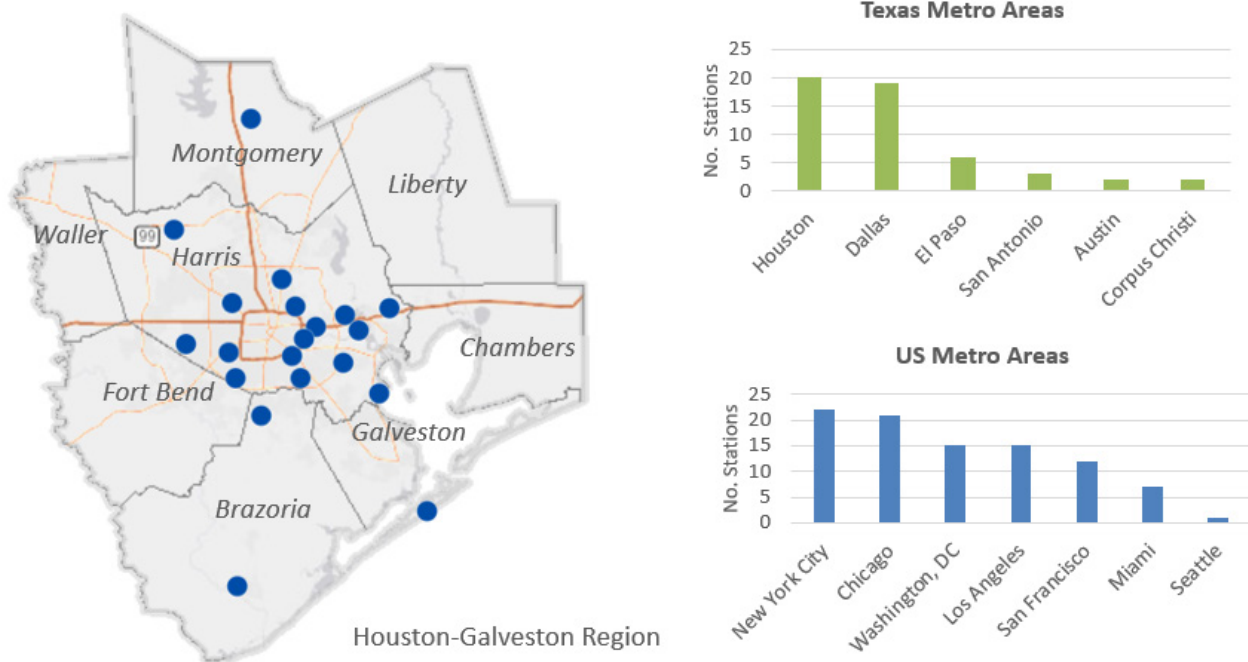 Montgomery
Liberty
Waller
99
Harris
Chambers
Fort Bend
Galveston
Brazoria
Houston-Galveston Region
Texas Metro Areas
No. Stations
25
20
15
10
5
0
Houston
Dallas
El Paso
San Antonio
Austin
Corpus Christi
US Metro Areas
No. Stations
25
20
15
10
5
0
New York City
Chicago
Washington, DC
Los Angeles
San Francisco
Miami
Seattle